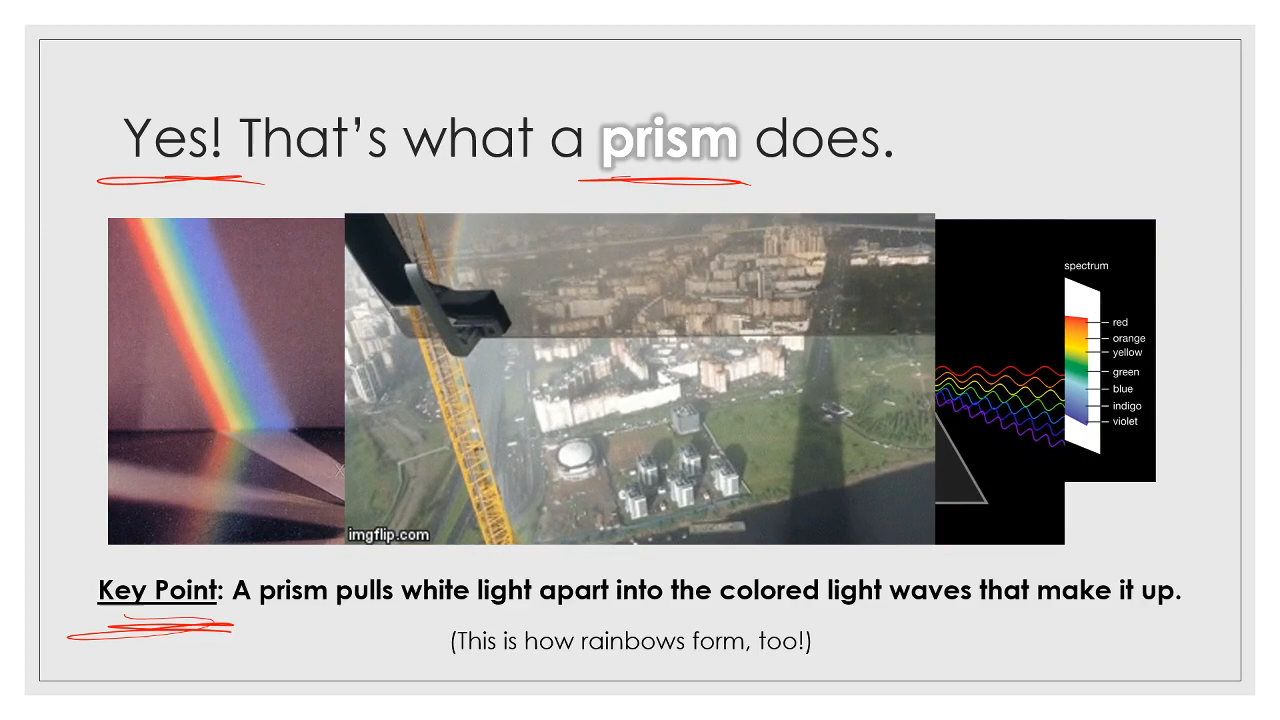 Yes! That’s what a prism does.
spectrum
red
orange
yellow
green
blue
indigo
violet
imgflip.com
Key Point: A prism pulls white light apart into the colored light waves that make it up.
(This is how rainbows form, too!)